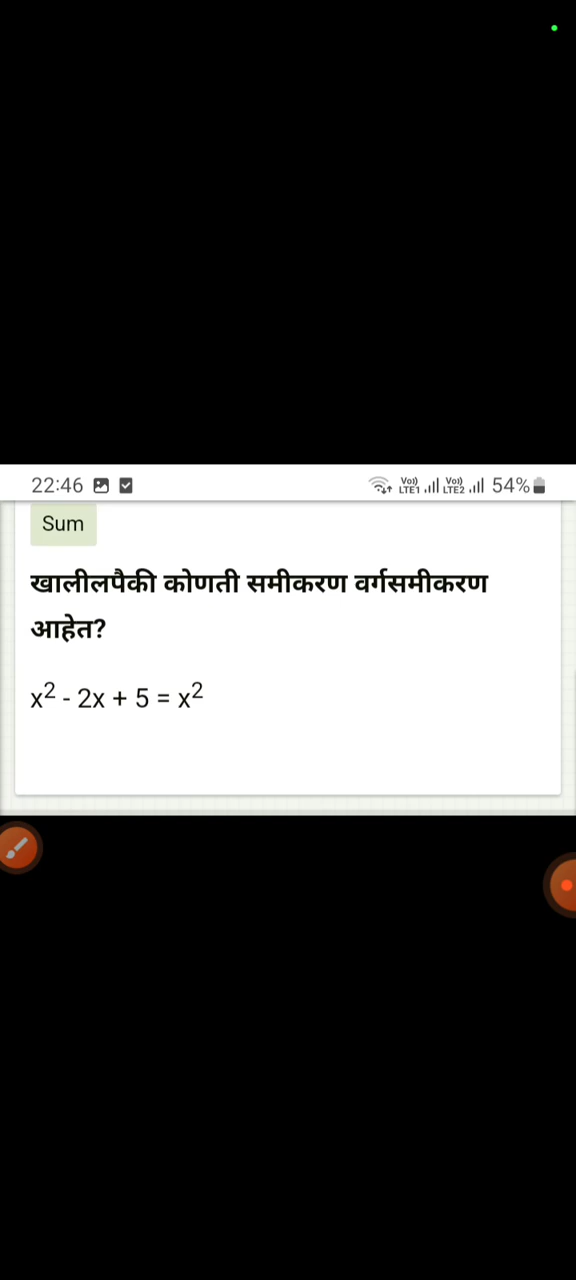 22:46 Vo)) LTE1 Vo)) LTE2 54%
Sum
खालीलपैकी कोणती समीकरण वर्गसमीकरण
आहेत?
x² - 2x + 5 = x²